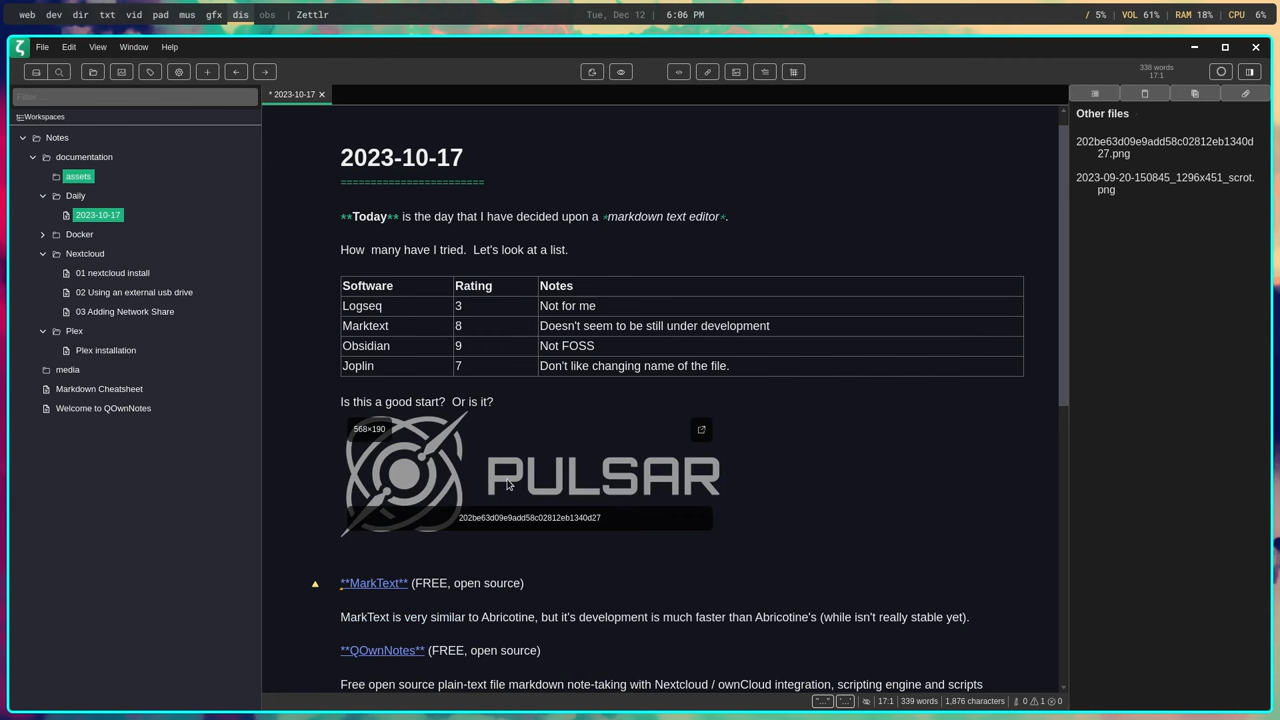 web dev dir txt vid pad mus gfx dis obs | Zettlr
Tue, Dec 12 | 6:06 PM
/ 5% | VOL 61% | RAM 18% | CPU 6%
File Edit View Window Help
338 words
17:1
Filter...
* 2023-10-17
Workspaces
Notes
documentation
assets
Daily
2023-10-17
Docker
Nextcloud
01 nextcloud install
02 Using an external usb drive
03 Adding Network Share
Plex
Plex installation
media
Markdown Cheatsheet
Welcome to QOwnNotes
2023-10-17
========================
**Today** is the day that I have decided upon a *markdown text editor*.
How  many have I tried.  Let's look at a list.
Software Rating Notes
Logseq 3 Not for me
Marktext 8 Doesn't seem to be still under development
Obsidian 9 Not FOSS
Joplin 7 Don't like changing name of the file.
Is this a good start?  Or is it?
568×190
PULSAR
202be63d09e9add58c02812eb1340d27
**MarkText** (FREE, open source)
MarkText is very similar to Abricotine, but it's development is much faster than Abricotine's (while isn't really stable yet).
**QOwnNotes** (FREE, open source)
Free open source plain-text file markdown note-taking with Nextcloud / ownCloud integration, scripting engine and scripts
Other files
202be63d09e9add58c02812eb1340d
27.png
2023-09-20-150845_1296x451_scrot.
png
"…" '…' 17:1 339 words 1,876 characters 0 1 0